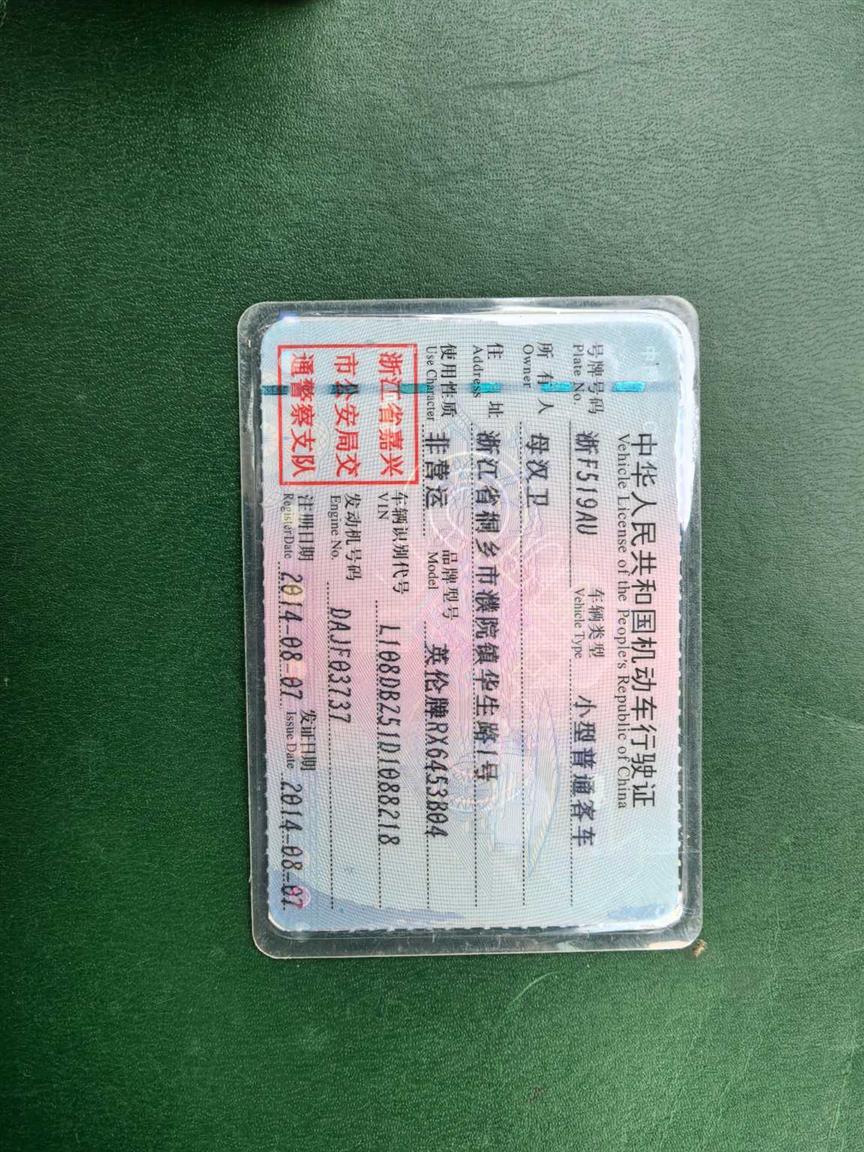 中华人民共和国机动车行驶证
Vehicle License of the People's Republic of China
号牌号码 浙F519AU 车辆类型 小型普通客车
Plate No. Vehicle Type
所有人 母汉卫
Owner
住址 浙江省桐乡市濮院镇华生路1号
Address
使用性质 非营运 品牌型号 英伦牌RX6453B04
Use Character Model
浙江省嘉兴
市公安局交
通警察支队
车辆识别代号 L108DBZ51D1088218
VIN
发动机号码 DAJF03737
Engine No.
注册日期 2014-08-07 发证日期 2014-08-07
Register Date Issue Date